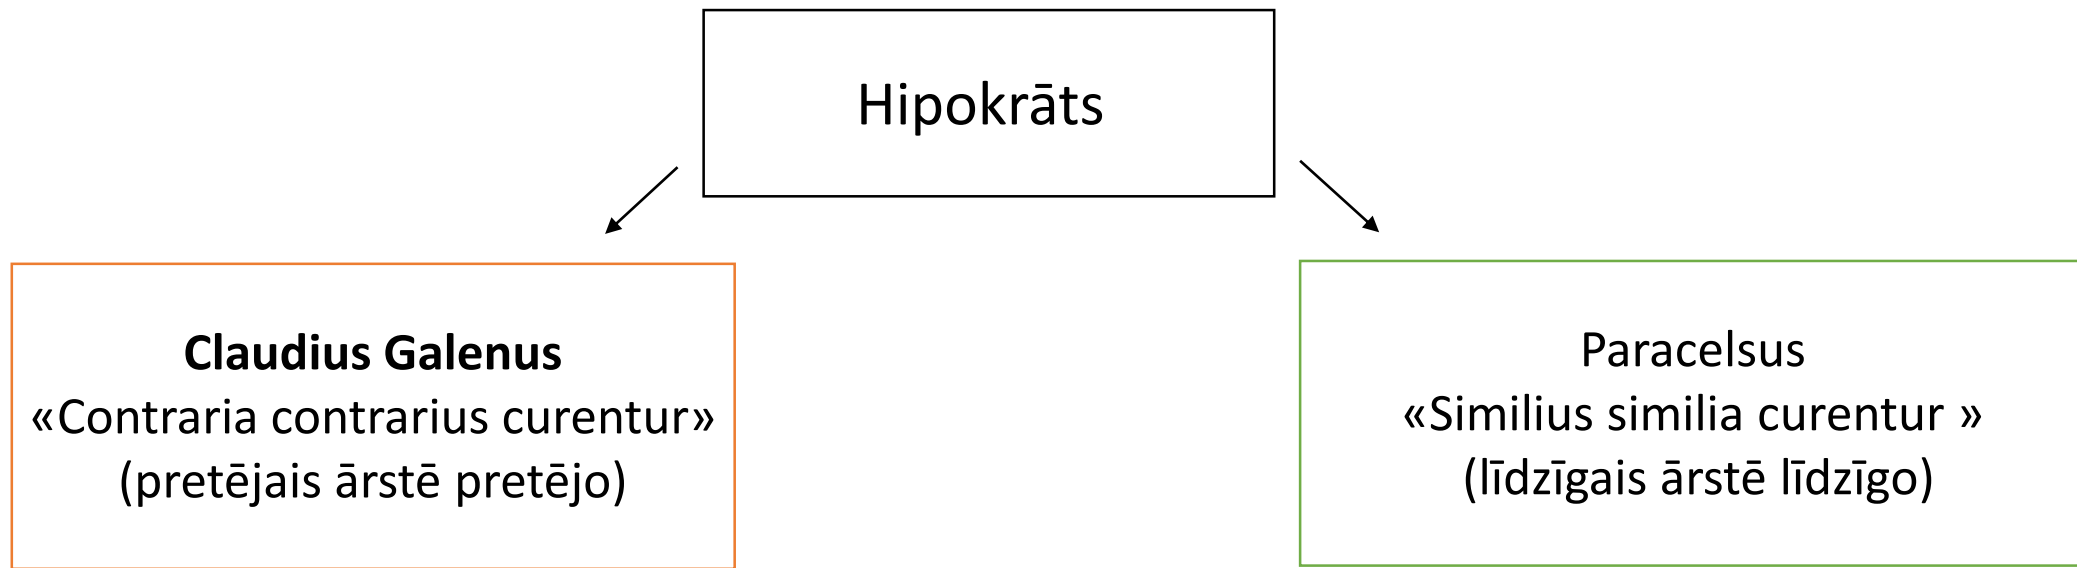 Hipokrāts
Claudius Galenus
«Contraria contrarius curentur»
(pretējais ārstē pretējo)
Paracelsus
«Similius similia curentur »
(līdzīgais ārstē līdzīgo)